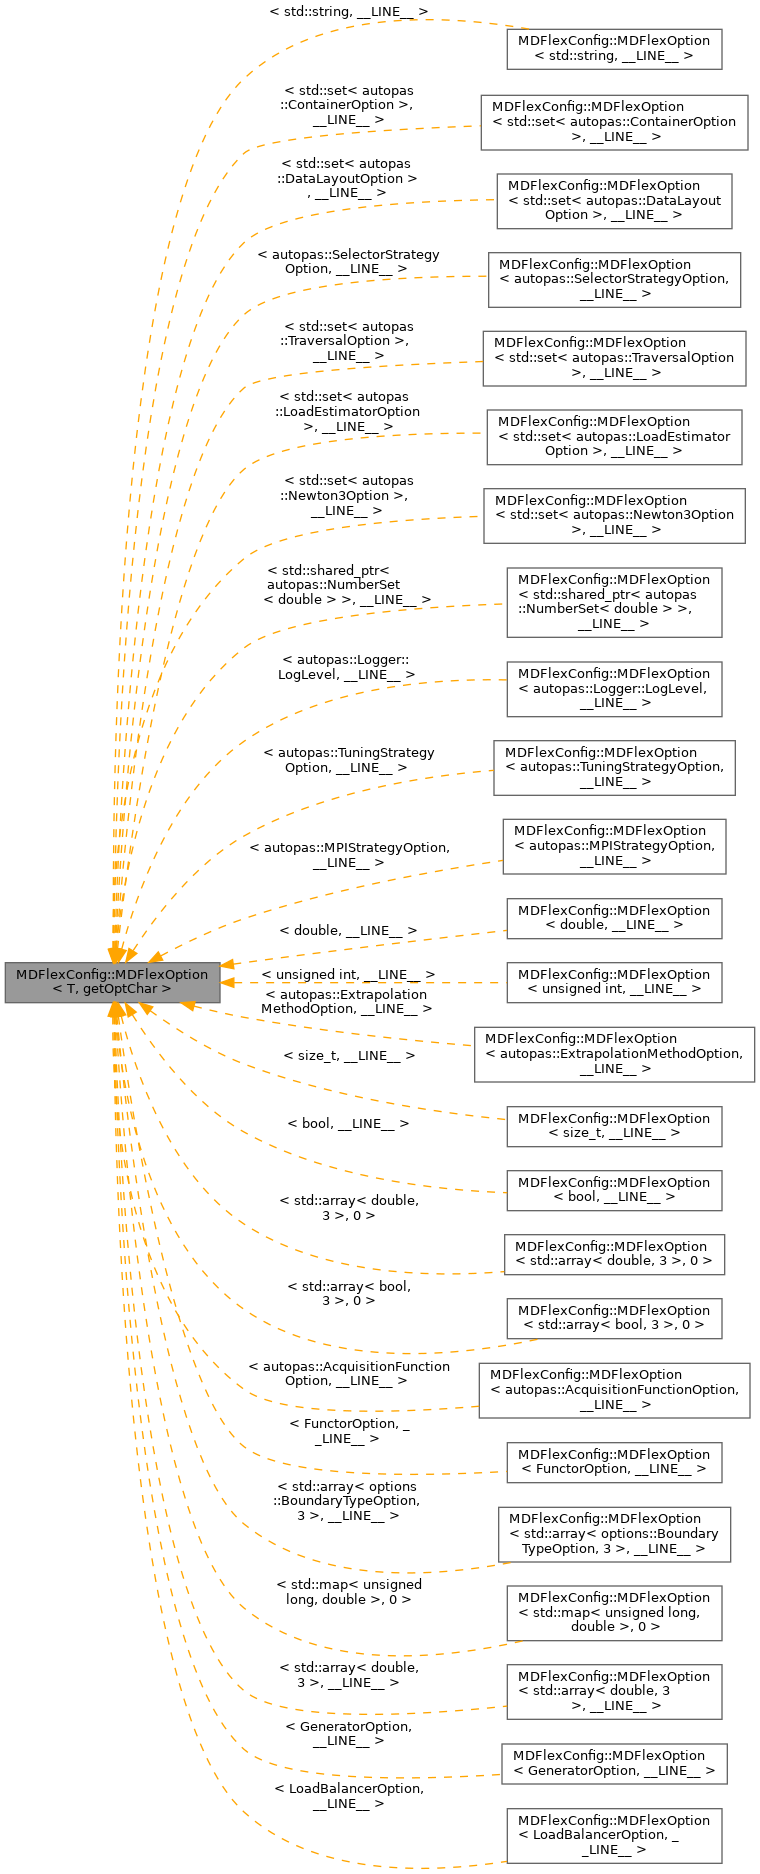 < std::string, __LINE__ >
MDFlexConfig::MDFlexOption
< std::string, __LINE__ >
< std::set< autopas
::ContainerOption >,
__LINE__ >
MDFlexConfig::MDFlexOption
< std::set< autopas::ContainerOption
>, __LINE__ >
< std::set< autopas
::DataLayoutOption >
, __LINE__ >
MDFlexConfig::MDFlexOption
< std::set< autopas::DataLayout
Option >, __LINE__ >
< autopas::SelectorStrategy
Option, __LINE__ >
MDFlexConfig::MDFlexOption
< autopas::SelectorStrategyOption,
__LINE__ >
< std::set< autopas
::TraversalOption >,
__LINE__ >
MDFlexConfig::MDFlexOption
< std::set< autopas::TraversalOption
>, __LINE__ >
< std::set< autopas
::LoadEstimatorOption
>, __LINE__ >
MDFlexConfig::MDFlexOption
< std::set< autopas::LoadEstimator
Option >, __LINE__ >
< std::set< autopas
::Newton3Option >,
__LINE__ >
MDFlexConfig::MDFlexOption
< std::set< autopas::Newton3Option
>, __LINE__ >
< std::shared_ptr<
autopas::NumberSet
< double > >, __LINE__ >
MDFlexConfig::MDFlexOption
< std::shared_ptr< autopas
::NumberSet< double > >,
__LINE__ >
< autopas::Logger::
LogLevel, __LINE__ >
MDFlexConfig::MDFlexOption
< autopas::Logger::LogLevel,
__LINE__ >
< autopas::TuningStrategy
Option, __LINE__ >
MDFlexConfig::MDFlexOption
< autopas::TuningStrategyOption,
__LINE__ >
< autopas::MPIStrategyOption,
__LINE__ >
MDFlexConfig::MDFlexOption
< autopas::MPIStrategyOption,
__LINE__ >
< double, __LINE__ >
MDFlexConfig::MDFlexOption
< double, __LINE__ >
MDFlexConfig::MDFlexOption
< T, getOptChar >
< unsigned int, __LINE__ >
MDFlexConfig::MDFlexOption
< unsigned int, __LINE__ >
< autopas::Extrapolation
MethodOption, __LINE__ >
MDFlexConfig::MDFlexOption
< autopas::ExtrapolationMethodOption,
__LINE__ >
< size_t, __LINE__ >
MDFlexConfig::MDFlexOption
< size_t, __LINE__ >
< bool, __LINE__ >
MDFlexConfig::MDFlexOption
< bool, __LINE__ >
< std::array< double,
3 >, 0 >
MDFlexConfig::MDFlexOption
< std::array< double, 3 >, 0 >
< std::array< bool,
3 >, 0 >
MDFlexConfig::MDFlexOption
< std::array< bool, 3 >, 0 >
< autopas::AcquisitionFunction
Option, __LINE__ >
MDFlexConfig::MDFlexOption
< autopas::AcquisitionFunctionOption,
__LINE__ >
< FunctorOption, _
_LINE__ >
MDFlexConfig::MDFlexOption
< FunctorOption, __LINE__ >
< std::array< options
::BoundaryTypeOption,
3 >, __LINE__ >
MDFlexConfig::MDFlexOption
< std::array< options::Boundary
TypeOption, 3 >, __LINE__ >
< std::map< unsigned
long, double >, 0 >
MDFlexConfig::MDFlexOption
< std::map< unsigned long,
double >, 0 >
< std::array< double,
3 >, __LINE__ >
MDFlexConfig::MDFlexOption
< std::array< double, 3
>, __LINE__ >
< GeneratorOption,
__LINE__ >
MDFlexConfig::MDFlexOption
< GeneratorOption, __LINE__ >
< LoadBalancerOption,
__LINE__ >
MDFlexConfig::MDFlexOption
< LoadBalancerOption, _
_LINE__ >